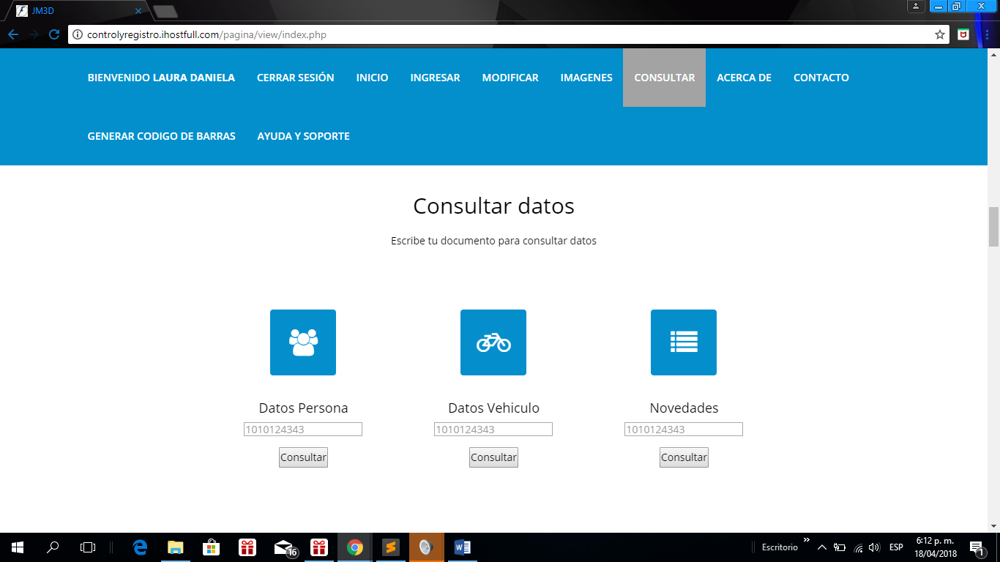 JM3D
controlyregistro.ihostfull.com/pagina/view/index.php
BIENVENIDO LAURA DANIELA CERRAR SESIÓN INICIO INGRESAR MODIFICAR IMAGENES CONSULTAR ACERCA DE CONTACTO
GENERAR CODIGO DE BARRAS AYUDA Y SOPORTE
Consultar datos
Escribe tu documento para consultar datos
Datos Persona Datos Vehiculo Novedades
1010124343 1010124343 1010124343
Consultar Consultar Consultar
16 Escritorio ESP 6:12 p. m.
18/04/2018 1